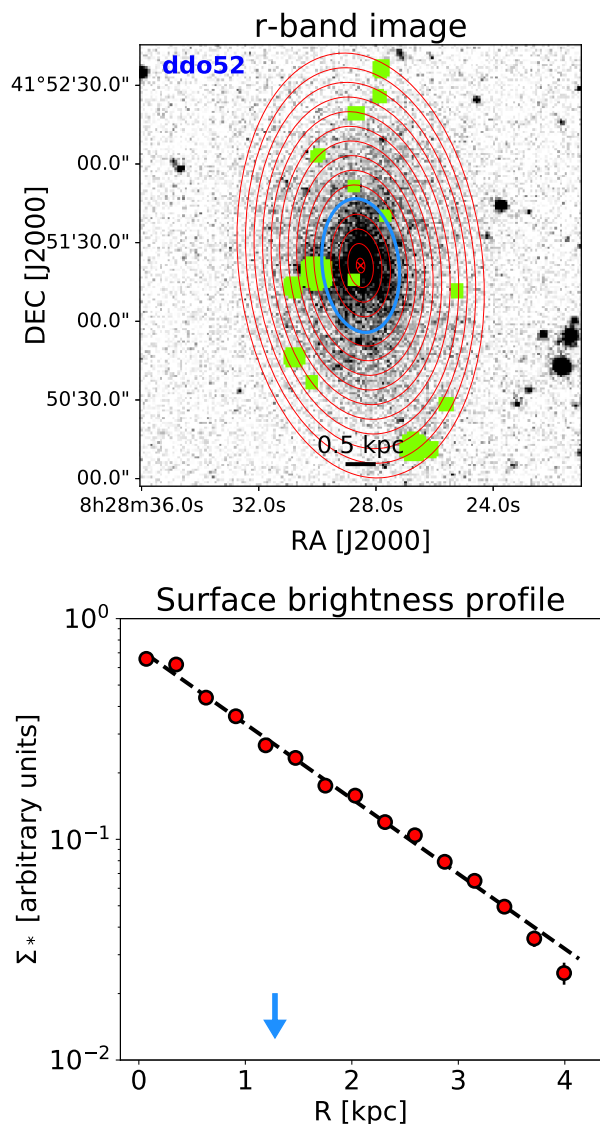 r-band image
ddo52
41°52'30.0"
00.0"
51'30.0"
00.0"
50'30.0"
00.0"
DEC [J2000]
0.5 kpc
8h28m36.0s 32.0s 28.0s 24.0s
RA [J2000]
Surface brightness profile
10⁰
10⁻¹
10⁻²
Σ* [arbitrary units]
0 1 2 3 4
R [kpc]